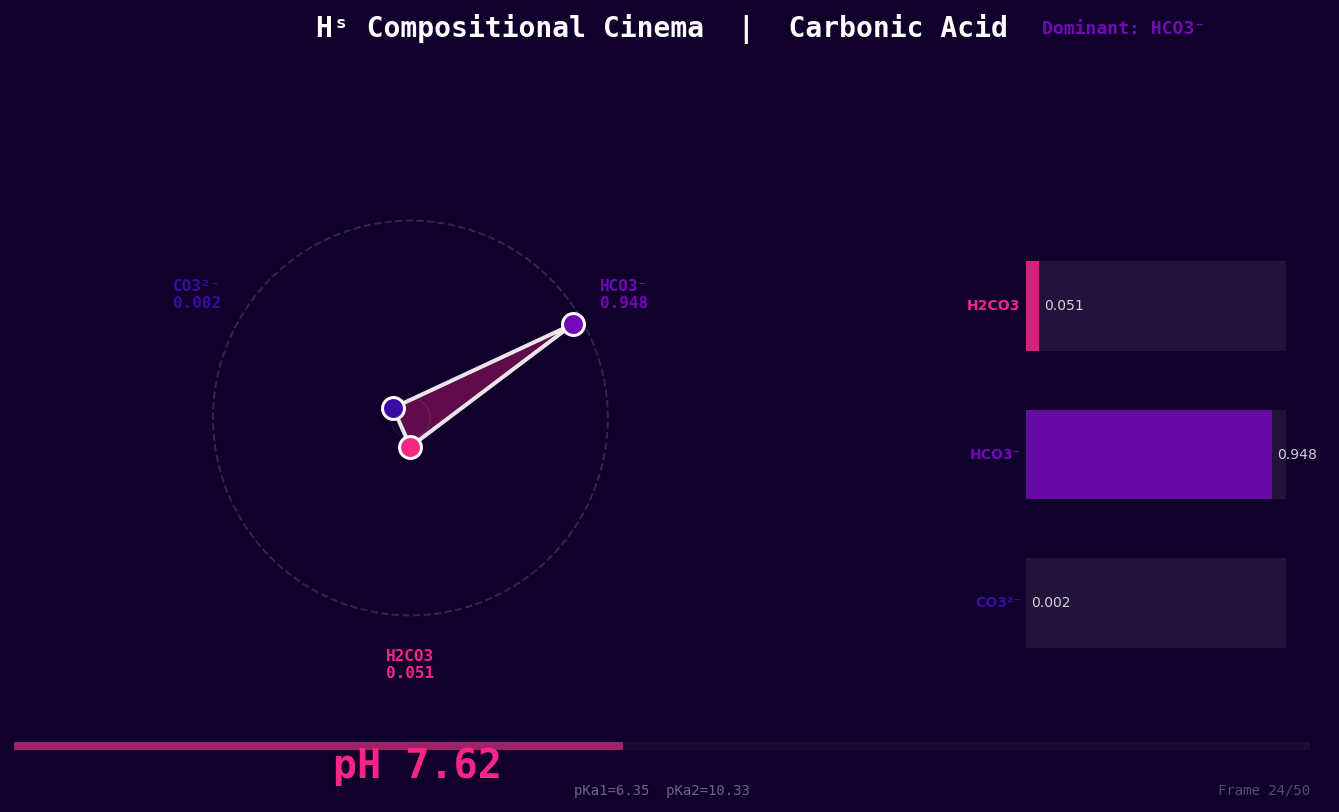 Hˢ Compositional Cinema | Carbonic Acid
Dominant: HCO3⁻
CO3²⁻
0.002
HCO3⁻
0.948
H2CO3
0.051
H2CO3
0.051
HCO3⁻
0.948
CO3²⁻
0.002
pH 7.62
pKa1=6.35 pKa2=10.33
Frame 24/50